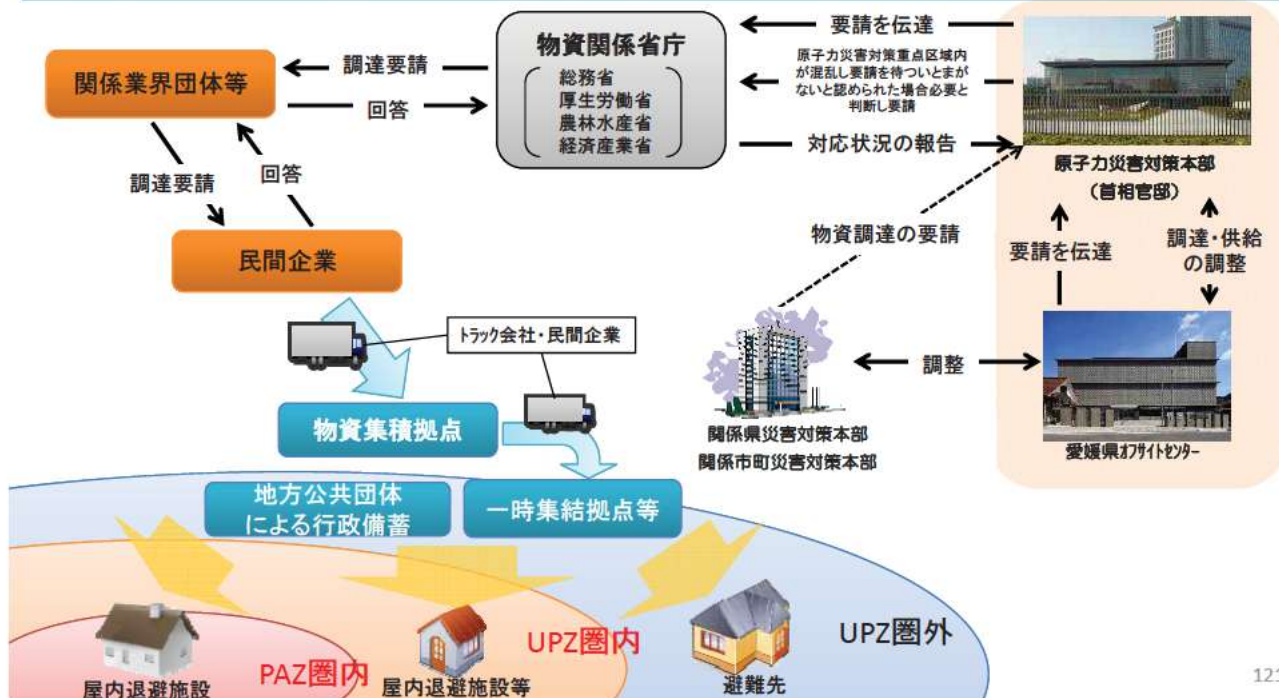 要請を伝達
物資関係省庁
総務省
厚生労働省
農林水産省
経済産業省
原子力災害対策重点区域内
が混乱し要請を待ついとまが
ないと認められた場合必要と
判断し要請
対応状況の報告
関係業界団体等
調達要請
回答
調達要請
回答
民間企業
原子力災害対策本部
(首相官邸)
物資調達の要請
要請を伝達
調達・供給
の調整
トラック会社・民間企業
調整
物資集積拠点
関係県災害対策本部
関係市町災害対策本部
愛媛県オフサイトセンター
地方公共団体
による行政備蓄
一時集結拠点等
屋内退避施設
PAZ圏内
屋内退避施設等
UPZ圏内
避難先
UPZ圏外
121